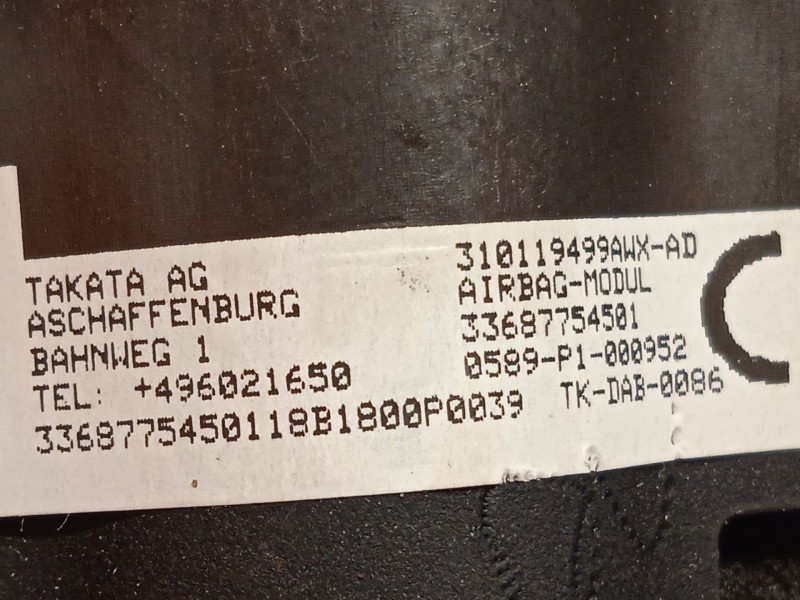 TAKATA AG
ASCHAFFENBURG
BAHNWEG 1
TEL: +496021650
3368775450118B1800P0039
310119499AWX-AD
AIRBAG-MODUL
33687754501
0589-P1-000952
TK-DAB-0086
C